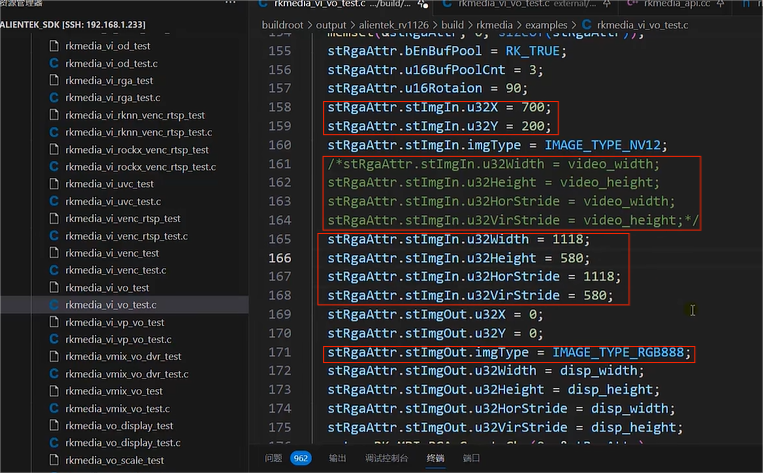 资源管理器
rkmedia_vi_vo_test.c .../build/...
rkmedia_vi_vo_test.c external/...
rkmedia_api.cc
ALIENTEK_SDK [SSH: 192.168.1.233]
buildroot > output > alientek_rv1126 > build > rkmedia > examples > C rkmedia_vi_vo_test.c
rkmedia_vi_od_test
rkmedia_vi_od_test.c
rkmedia_vi_rga_test
rkmedia_vi_rga_test.c
rkmedia_vi_rknn_venc_rtsp_test
rkmedia_vi_rknn_venc_rtsp_test.c
rkmedia_vi_rockx_venc_rtsp_test
rkmedia_vi_rockx_venc_rtsp_test.c
rkmedia_vi_uvc_test
rkmedia_vi_uvc_test.c
rkmedia_vi_venc_rtsp_test
rkmedia_vi_venc_rtsp_test.c
rkmedia_vi_venc_test
rkmedia_vi_venc_test.c
rkmedia_vi_vo_test
rkmedia_vi_vo_test.c
rkmedia_vi_vp_vo_test
rkmedia_vi_vp_vo_test.c
rkmedia_vmix_vo_dvr_test
rkmedia_vmix_vo_dvr_test.c
rkmedia_vmix_vo_test
rkmedia_vmix_vo_test.c
rkmedia_vo_display_test
rkmedia_vo_display_test.c
rkmedia_vo_scale_test
154 memset(&stRgaAttr, 0, sizeof(stRgaAttr));
155 stRgaAttr.bEnBufPool = RK_TRUE;
156 stRgaAttr.u16BufPoolCnt = 3;
157 stRgaAttr.u16Rotaion = 90;
158 stRgaAttr.stImgIn.u32X = 700;
159 stRgaAttr.stImgIn.u32Y = 200;
160 stRgaAttr.stImgIn.imgType = IMAGE_TYPE_NV12;
161 /*stRgaAttr.stImgIn.u32Width = video_width;
162 stRgaAttr.stImgIn.u32Height = video_height;
163 stRgaAttr.stImgIn.u32HorStride = video_width;
164 stRgaAttr.stImgIn.u32VirStride = video_height;*/
165 stRgaAttr.stImgIn.u32Width = 1118;
166 stRgaAttr.stImgIn.u32Height = 580;
167 stRgaAttr.stImgIn.u32HorStride = 1118;
168 stRgaAttr.stImgIn.u32VirStride = 580;
169 stRgaAttr.stImgOut.u32X = 0;
170 stRgaAttr.stImgOut.u32Y = 0;
171 stRgaAttr.stImgOut.imgType = IMAGE_TYPE_RGB888;
172 stRgaAttr.stImgOut.u32Width = disp_width;
173 stRgaAttr.stImgOut.u32Height = disp_height;
174 stRgaAttr.stImgOut.u32HorStride = disp_width;
175 stRgaAttr.stImgOut.u32VirStride = disp_height;
问题 962 输出 调试控制台 终端 端口